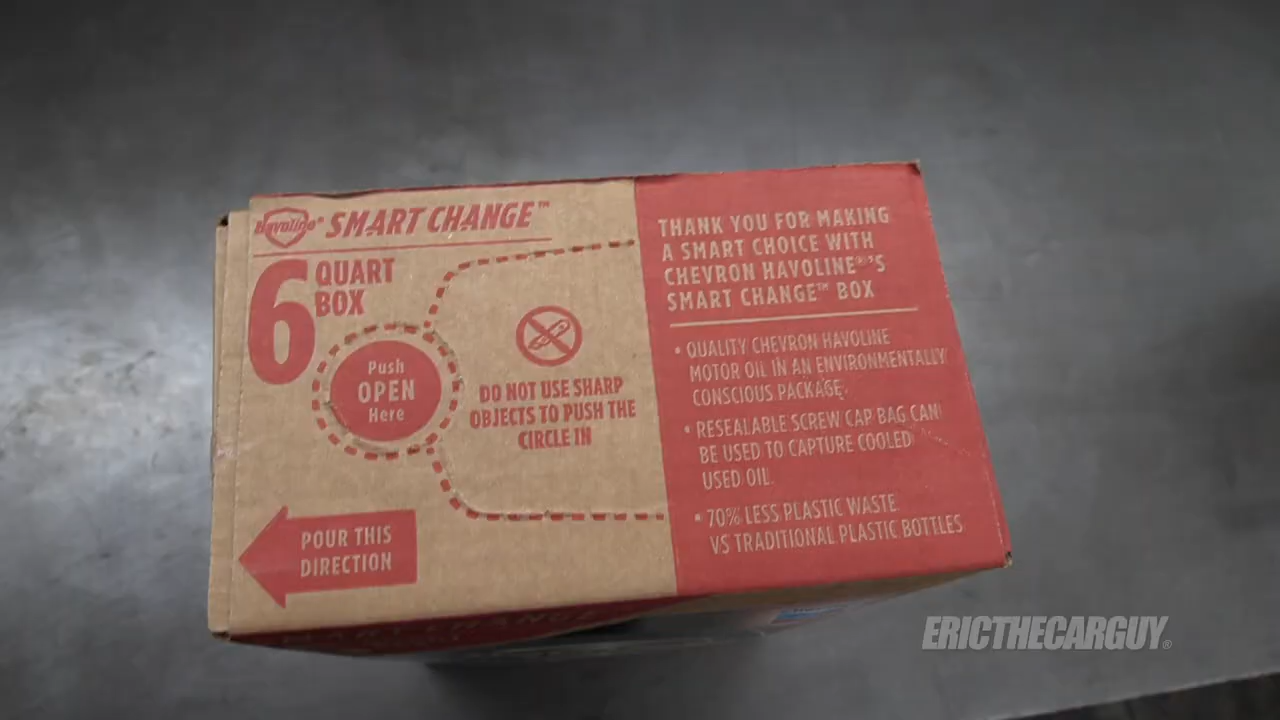 Havoline® SMART CHANGE™
6 QUART
BOX
Push
OPEN
Here
DO NOT USE SHARP
OBJECTS TO PUSH THE
CIRCLE IN
POUR THIS
DIRECTION
THANK YOU FOR MAKING
A SMART CHOICE WITH
CHEVRON HAVOLINE®'S
SMART CHANGE™ BOX
• QUALITY CHEVRON HAVOLINE
MOTOR OIL IN AN ENVIRONMENTALLY
CONSCIOUS PACKAGE.
• RESEALABLE SCREW CAP BAG CAN
BE USED TO CAPTURE COOLED
USED OIL.
• 70% LESS PLASTIC WASTE
VS TRADITIONAL PLASTIC BOTTLES
SMART CHANGE
ERICTHECARGUY®